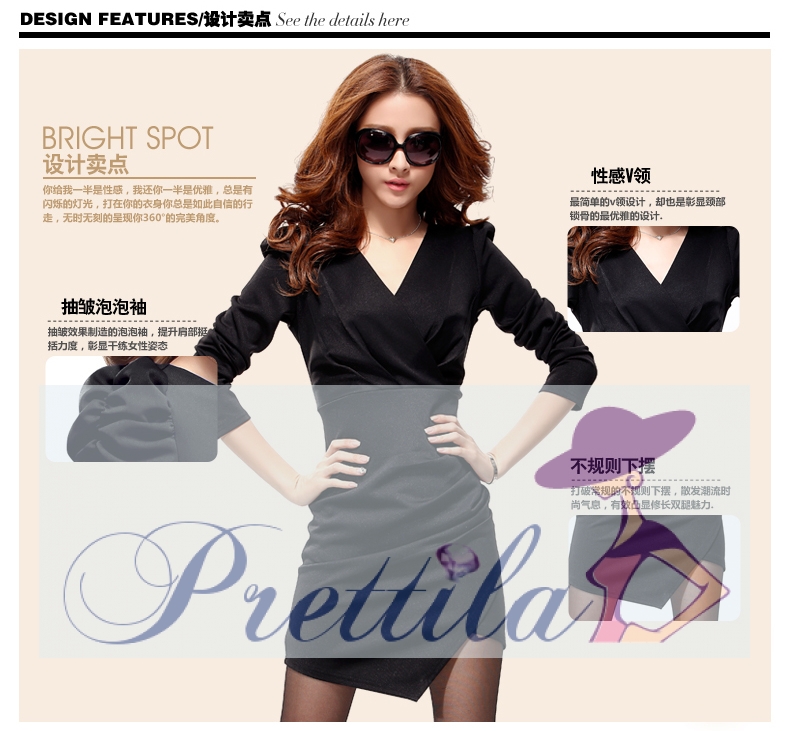 DESIGN FEATURES/设计卖点 See the details here
BRIGHT SPOT
设计卖点
你给我一半是性感，我还你一半是优雅，总是有
闪烁的灯光，打在你的衣身你总是如此自信的行
走，无时无刻的呈现你360°的完美角度。
性感V领
最简单的v领设计，却也是彰显颈部
锁骨的最优雅的设计.
抽皱泡泡袖
抽皱效果制造的泡泡袖，提升肩部挺
括力度，彰显干练女性姿态
不规则下摆
打破常规的不规则下摆，散发潮流时
尚气息，有效凸显修长双腿魅力.
Prettila